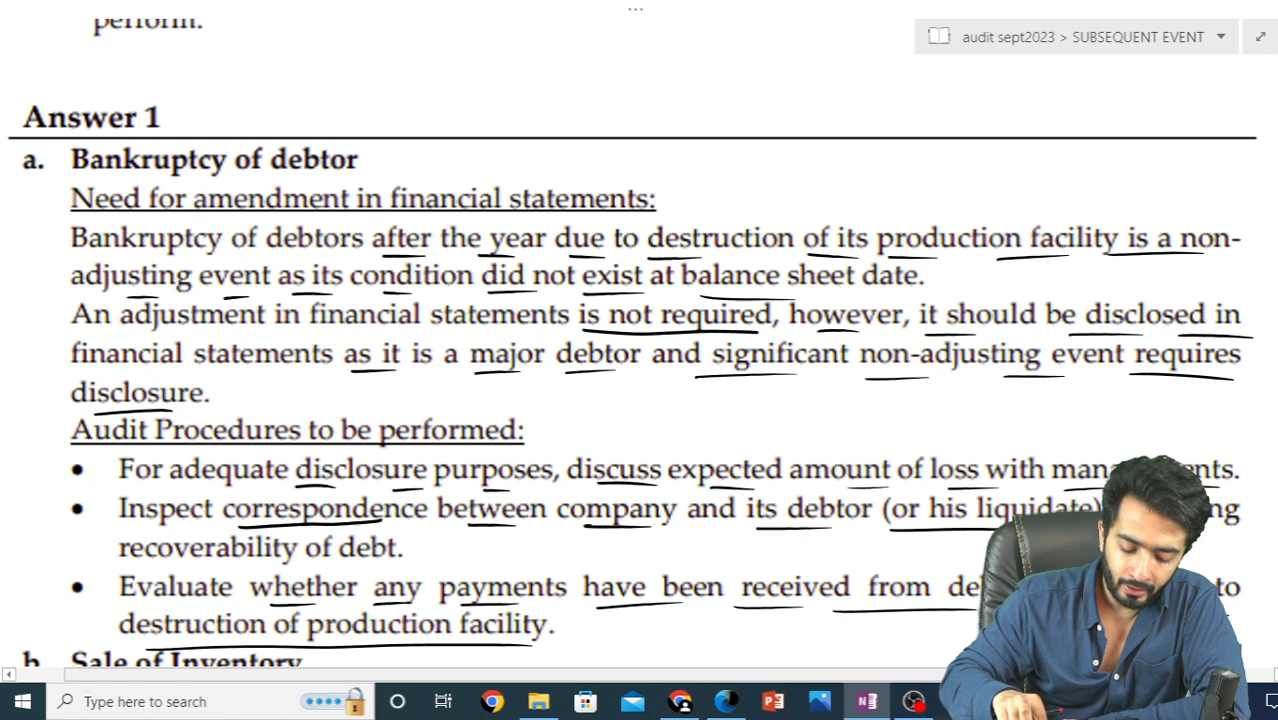 ...
perform.
audit sept2023 > SUBSEQUENT EVENT
Answer 1
a. Bankruptcy of debtor
Need for amendment in financial statements:
Bankruptcy of debtors after the year due to destruction of its production facility is a non-
adjusting event as its condition did not exist at balance sheet date.
An adjustment in financial statements is not required, however, it should be disclosed in
financial statements as it is a major debtor and significant non-adjusting event requires
disclosure.
Audit Procedures to be performed:
• For adequate disclosure purposes, discuss expected amount of loss with
• Inspect correspondence between company and its debtor (or his liquidate)
recoverability of debt.
• Evaluate whether any payments have been received from to
destruction of production facility.
b. Sale of Inventory
Type here to search